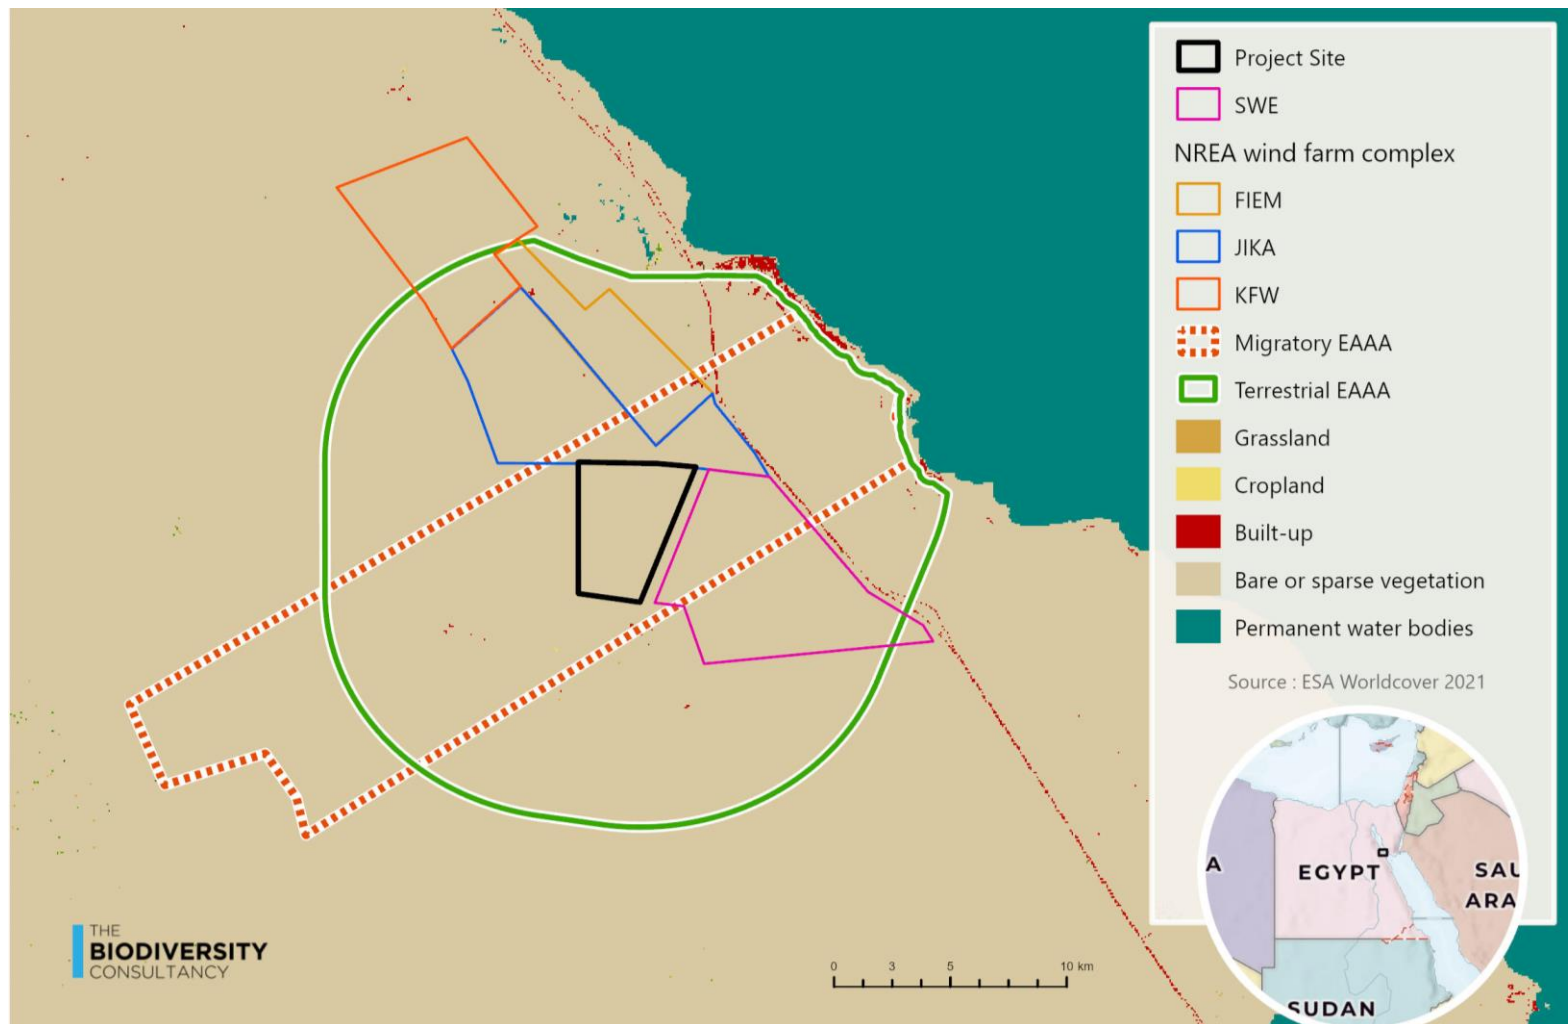 Project Site
SWE
NREA wind farm complex
FIEM
JIKA
KFW
Migratory EAAA
Terrestrial EAAA
Grassland
Cropland
Built-up
Bare or sparse vegetation
Permanent water bodies
Source : ESA Worldcover 2021
A
EGYPT
SAU
ARA
SUDAN
THE
BIODIVERSITY
CONSULTANCY
0 3 5 10 km